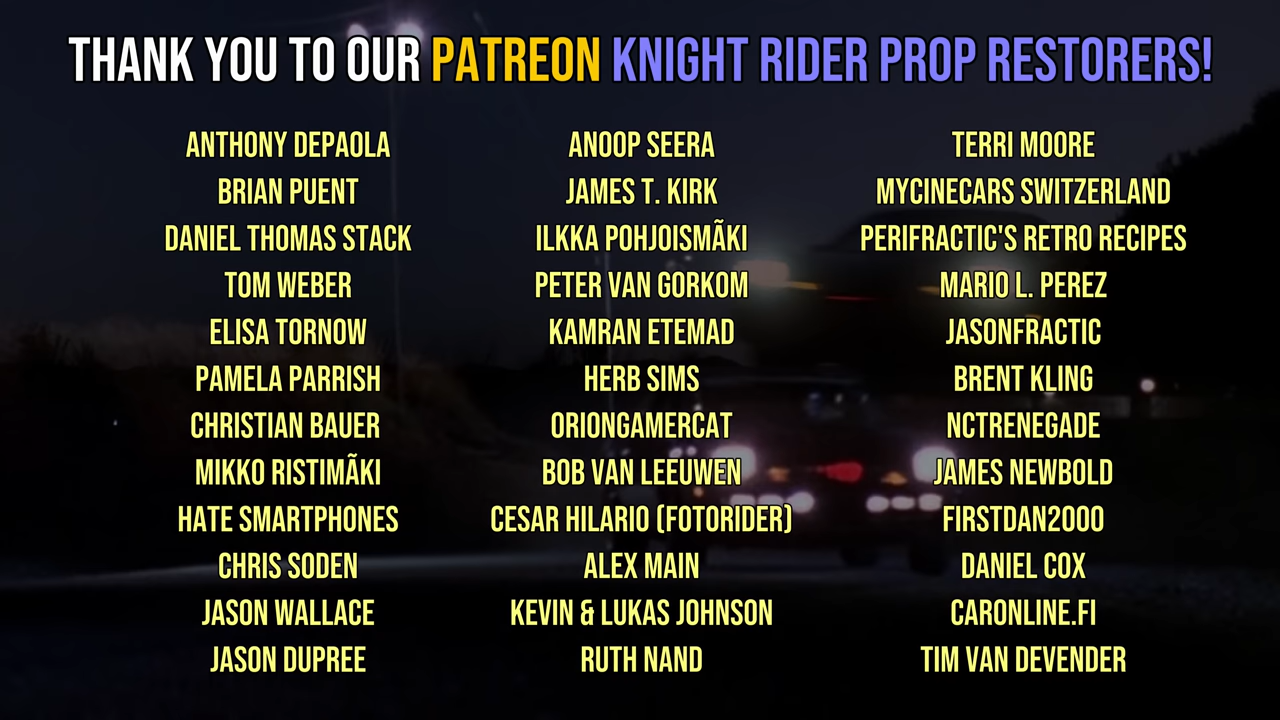 THANK YOU TO OUR PATREON KNIGHT RIDER PROP RESTORERS!
ANTHONY DEPAOLA
BRIAN PUENT
DANIEL THOMAS STACK
TOM WEBER
ELISA TORNOW
PAMELA PARRISH
CHRISTIAN BAUER
MIKKO RISTIMÃKI
HATE SMARTPHONES
CHRIS SODEN
JASON WALLACE
JASON DUPREE
ANOOP SEERA
JAMES T. KIRK
ILKKA POHJOISMÃKI
PETER VAN GORKOM
KAMRAN ETEMAD
HERB SIMS
ORIONGAMERCAT
BOB VAN LEEUWEN
CESAR HILARIO (FOTORIDER)
ALEX MAIN
KEVIN & LUKAS JOHNSON
RUTH NAND
TERRI MOORE
MYCINECARS SWITZERLAND
PERIFRACTIC'S RETRO RECIPES
MARIO L. PEREZ
JASONFRACTIC
BRENT KLING
NCTRENEGADE
JAMES NEWBOLD
FIRSTDAN2000
DANIEL COX
CARONLINE.FI
TIM VAN DEVENDER